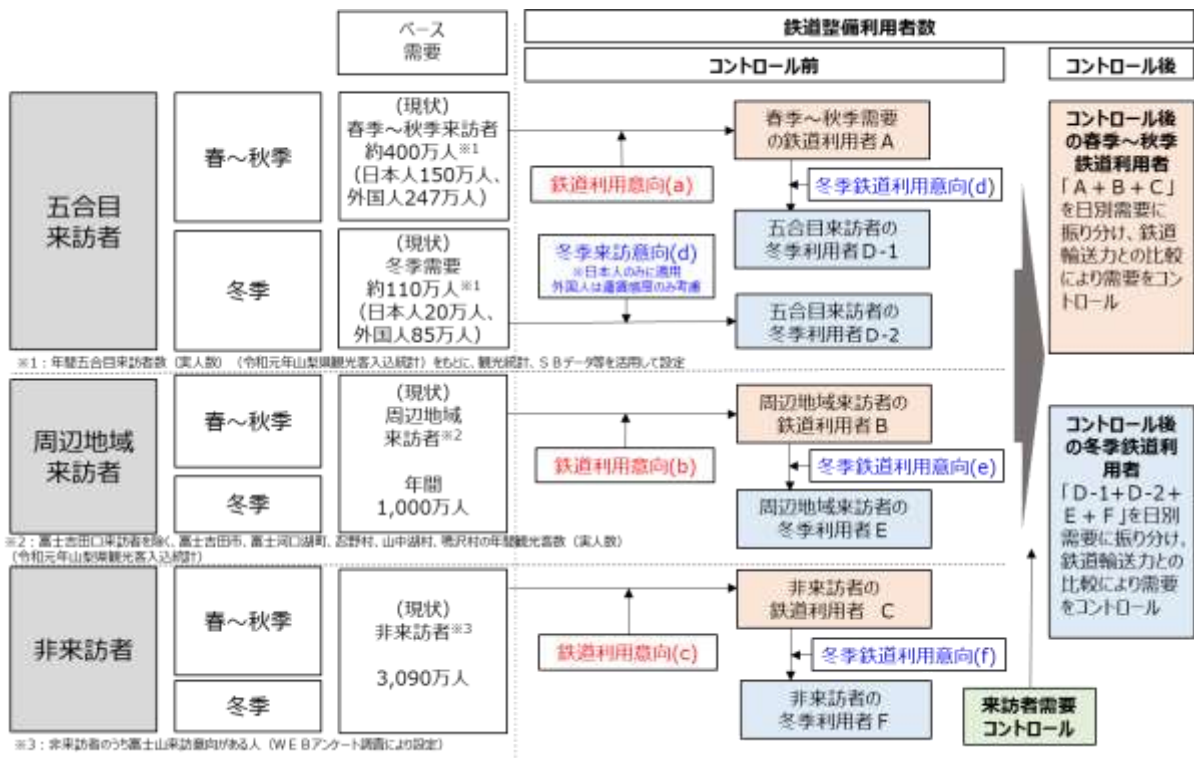 ベース
需要
鉄道整備利用者数
コントロール前
コントロール後
五合目
来訪者
春～秋季
(現状)
春季～秋季来訪者
約400万人※1
(日本人150万人、
外国人247万人)
鉄道利用意向(a)
春季～秋季需要
の鉄道利用者A
冬季鉄道利用意向(d)
五合目来訪者の
冬季利用者D-1
冬季
(現状)
冬季需要
約110万人※1
(日本人20万人、
外国人85万人)
冬季来訪意向(d)
※日本人のみに適用
外国人は
のみ考慮
五合目来訪者の
冬季利用者D-2
※1：年間五合目来訪者数（実人数）（令和元年山梨県観光客入込統計）をもとに、観光統計、SBデータ等を活用して設定
周辺地域
来訪者
春～秋季
冬季
(現状)
周辺地域
来訪者※2
年間
1,000万人
鉄道利用意向(b)
周辺地域来訪者の
鉄道利用者B
冬季鉄道利用意向(e)
周辺地域来訪者の
冬季利用者E
※2：富士吉田口来訪者を除く、富士吉田市、富士河口湖町、忍野村、山中湖村、鳴沢村の年間観光客数（実人数）
（令和元年山梨県観光客入込統計）
非来訪者
春～秋季
冬季
(現状)
非来訪者※3
3,090万人
鉄道利用意向(c)
非来訪者の
鉄道利用者 C
冬季鉄道利用意向(f)
非来訪者の
冬季利用者F
※3：非来訪者のうち富士山来訪意向がある人（WEBアンケート調査により設定）
コントロール後
の春季～秋季
鉄道利用者
「A+B+C」
を日別需要に
振り分け、鉄道
輸送力との比較
により需要をコン
トロール
コントロール後
の冬季鉄道利
用者
「D-1+D-2+
E+F」を日別
需要に振り分け、
鉄道輸送力との
比較により需要
をコントロール
来訪者需要
コントロール